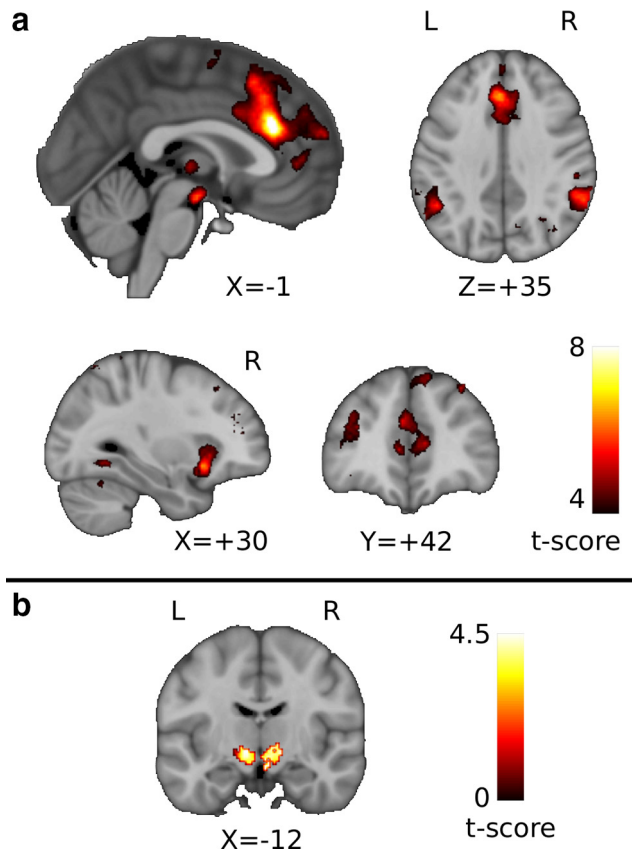 a
L R
X=-1
Z=+35
R
X=+30
Y=+42
8
4
t-score
b
L R
X=-12
4.5
0
t-score